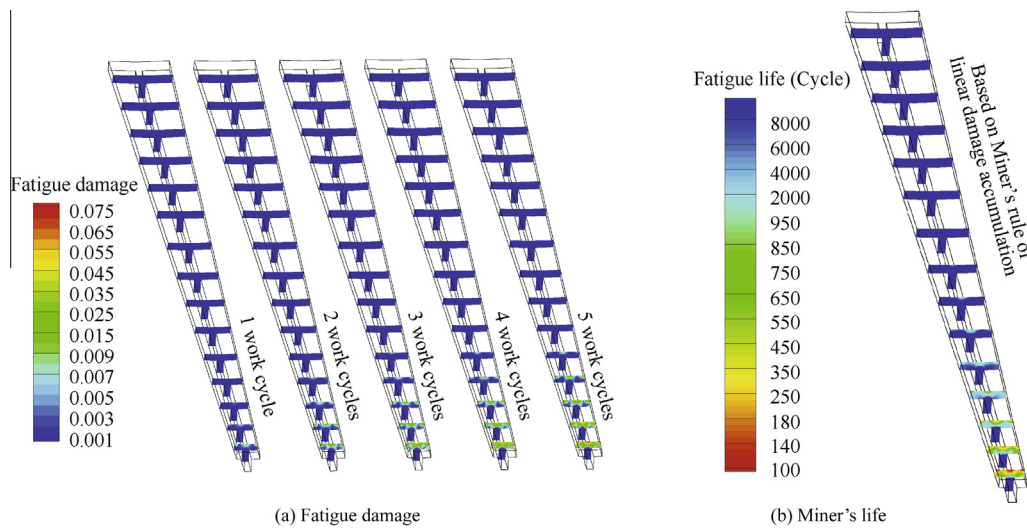 Fatigue damage
0.075
0.065
0.055
0.045
0.035
0.025
0.015
0.009
0.007
0.005
0.003
0.001
1 work cycle
2 work cycles
3 work cycles
4 work cycles
5 work cycles
(a) Fatigue damage
Fatigue life (Cycle)
8000
6000
4000
2000
950
850
750
650
550
450
350
250
180
140
100
Based on Miner's rule of
linear damage accumulation
(b) Miner's life